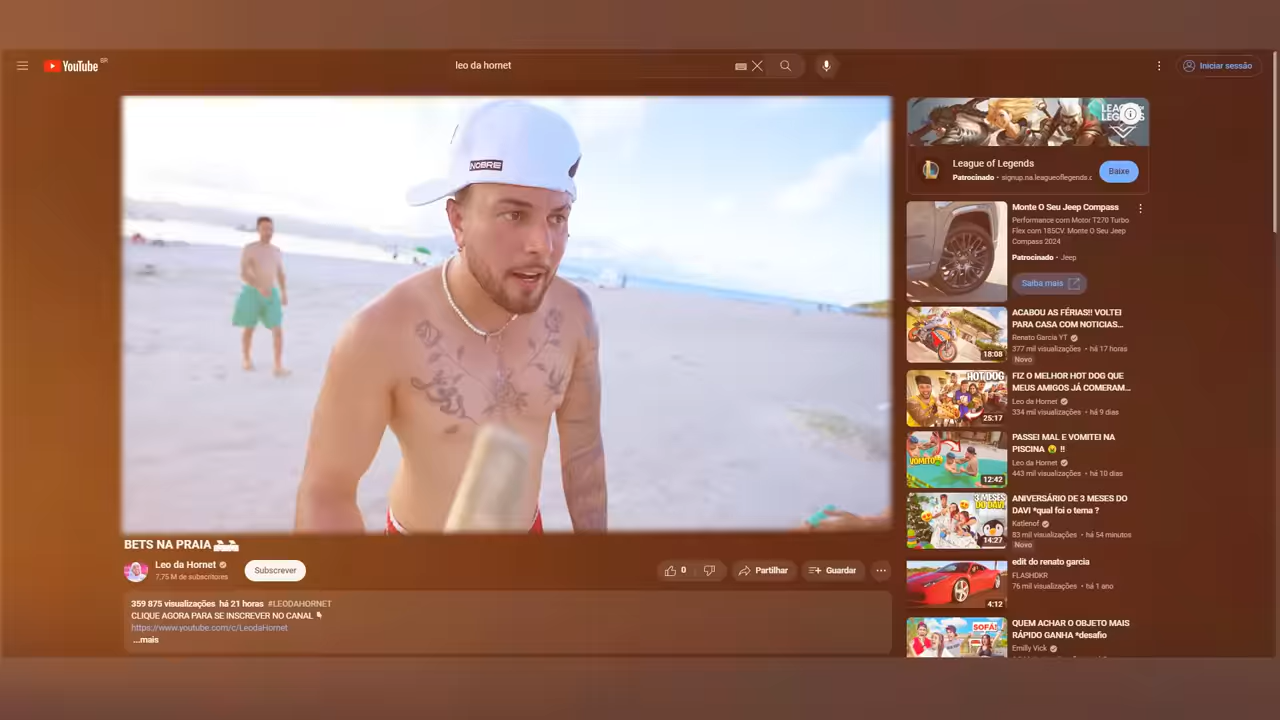 YouTube BR
leo da hornet
Iniciar sessão
NOBRE
BETS NA PRAIA
Leo da Hornet
7,75 M de subscritores
Subscrever
0
Partilhar
Guardar
359 875 visualizações há 21 horas #LEODAHORNET
CLIQUE AGORA PARA SE INSCREVER NO CANAL
https://www.youtube.com/c/LeodaHornet
...mais
League of Legends
Patrocinado · signup.na.leagueoflegends.c
Baixe
Monte O Seu Jeep Compass
Performance com Motor T270 Turbo
Flex com 185CV. Monte O Seu Jeep
Compass 2024
Patrocinado · Jeep
Saiba mais
18:08
ACABOU AS FÉRIAS!! VOLTEI
PARA CASA COM NOTICIAS...
Renato Garcia YT
377 mil visualizações • há 17 horas
Novo
HOT DOG
25:17
FIZ O MELHOR HOT DOG QUE
MEUS AMIGOS JÁ COMERAM...
Leo da Hornet
334 mil visualizações • há 9 dias
VOMITO
12:42
PASSEI MAL E VOMITEI NA
PISCINA 🤢 !!
Leo da Hornet
443 mil visualizações • há 10 dias
3 MESES
DO DAVI
14:27
ANIVERSÁRIO DE 3 MESES DO
DAVI *qual foi o tema ?
Katlenof
83 mil visualizações • há 54 minutos
Novo
4:12
edit do renato garcia
FLASHDKR
76 mil visualizações • há 1 ano
SOFÁ!
QUEM ACHAR O OBJETO MAIS
RÁPIDO GANHA *desafio
Emilly Vick